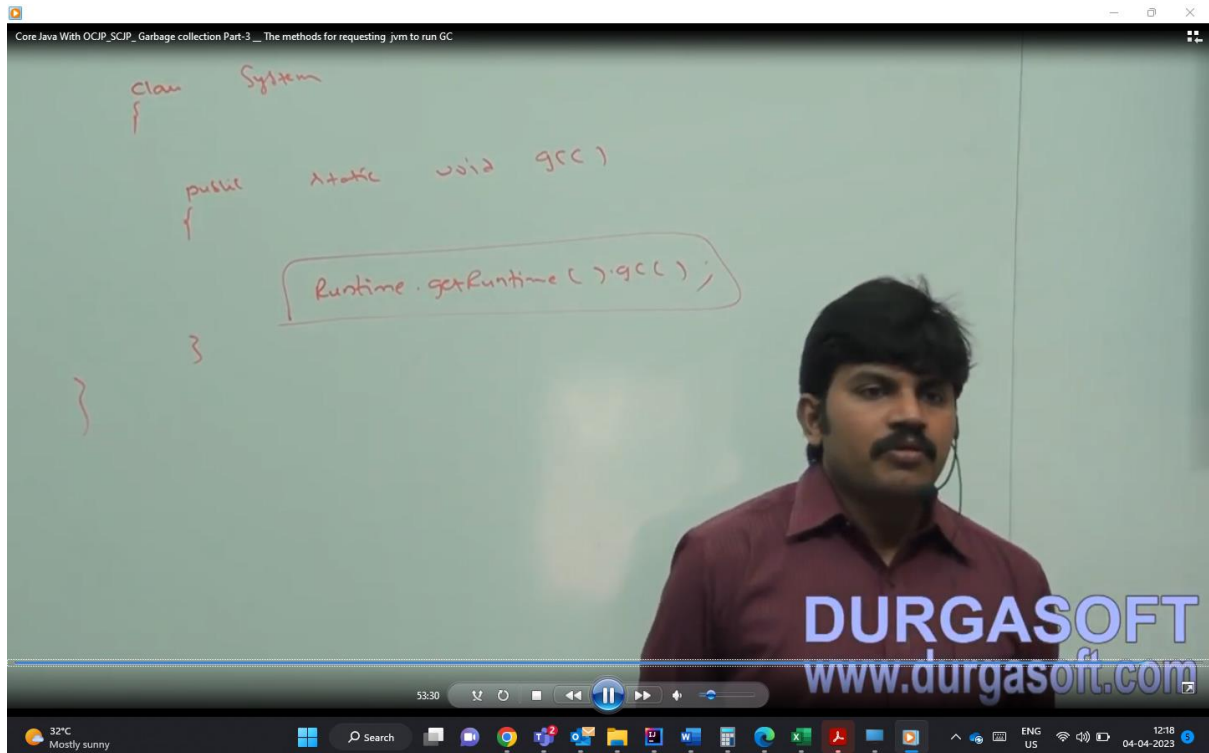 Core Java With OCJP_SCJP_ Garbage collection Part-3 __ The methods for requesting jvm to run GC
class System
{
public static void gc()
{
Runtime.getRuntime().gc();
}
}
DURGASOFT
www.durgasoft.com
53:30
32°C
Mostly sunny
Search
2
ENG
US
12:18
04-04-2023
5